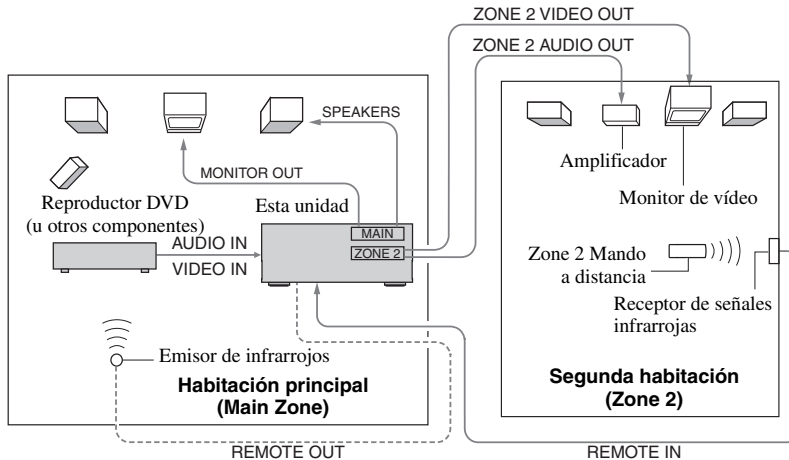 ZONE 2 VIDEO OUT
ZONE 2 AUDIO OUT
SPEAKERS
MONITOR OUT
Reproductor DVD
(u otros componentes)
Esta unidad
MAIN
ZONE 2
AUDIO IN
VIDEO IN
Emisor de infrarrojos
Habitación principal
(Main Zone)
REMOTE OUT
Amplificador
Monitor de vídeo
Zone 2 Mando
a distancia
Receptor de señales
infrarrojas
Segunda habitación
(Zone 2)
REMOTE IN